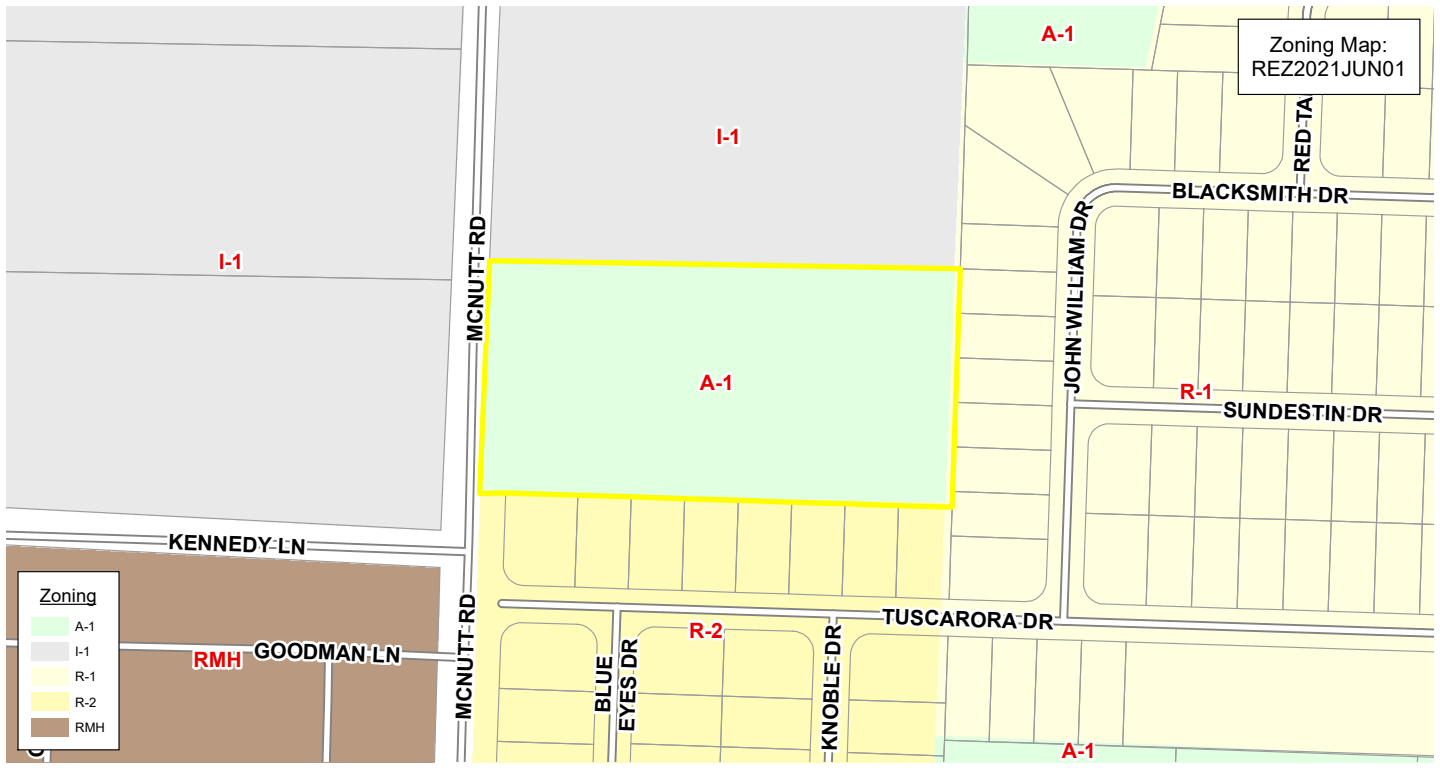 A-1
Zoning Map:
REZ2021JUN01
I-1
RED TA
BLACKSMITH DR
JOHN WILLIAM DR
MCNUTT RD
I-1
A-1
R-1
SUNDESTIN DR
KENNEDY LN
MCNUTT RD
TUSCARORA DR
R-2
BLUE
EYES DR
KNOBLE DR
GOODMAN LN
RMH
A-1
Zoning
A-1
I-1
R-1
R-2
RMH